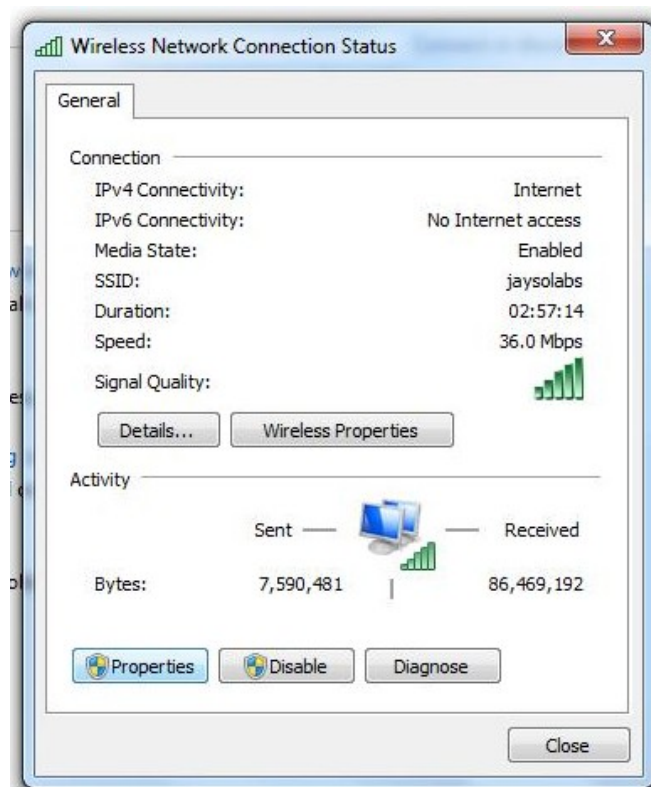 Wireless Network Connection Status
General
Connection
IPv4 Connectivity: Internet
IPv6 Connectivity: No Internet access
Media State: Enabled
SSID: jaysolabs
Duration: 02:57:14
Speed: 36.0 Mbps
Signal Quality:
Details... Wireless Properties
Activity
Sent Received
Bytes: 7,590,481 86,469,192
Properties Disable Diagnose
Close